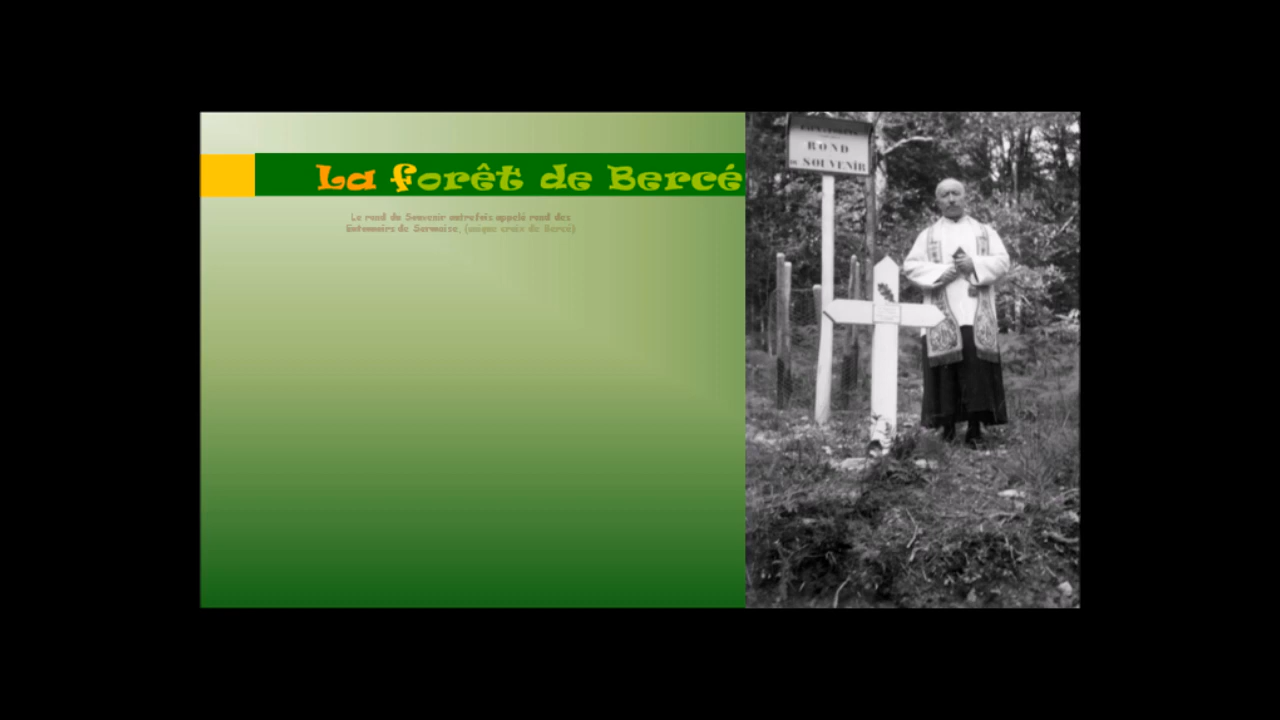 La forêt de Bercé
Le rond du Souvenir autrefois appelé rond des
Entonnoirs de Sermaise, (unique croix de Bercé)
ROND
DU SOUVENIR